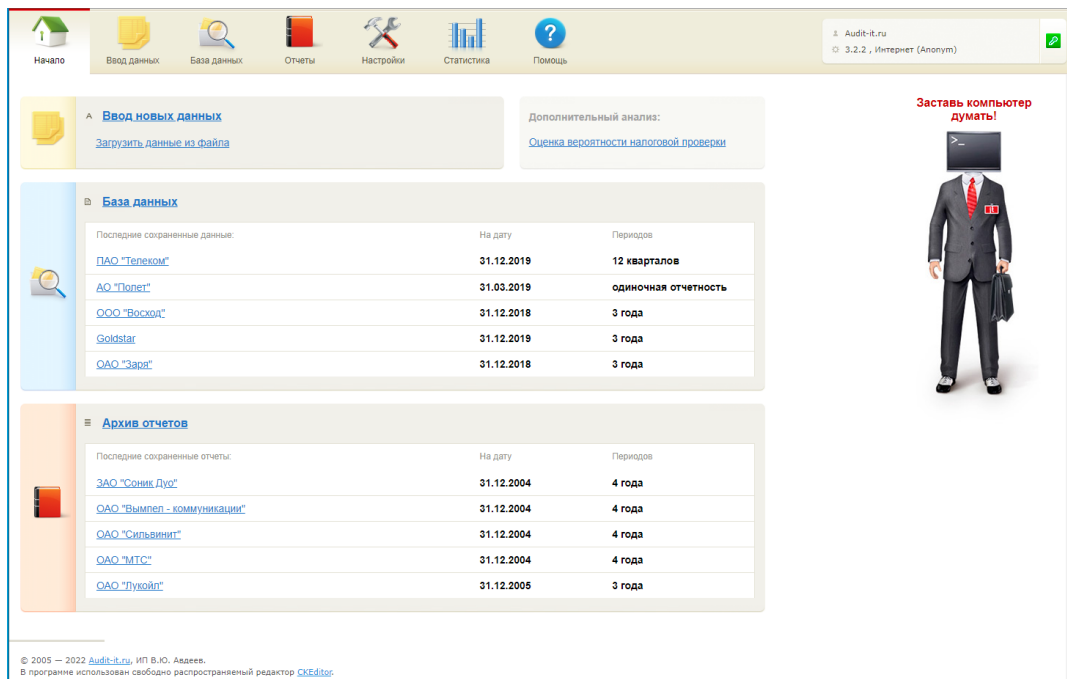 Начало
Ввод данных
База данных
Отчеты
Настройки
Статистика
Помощь
Audit-it.ru
3.2.2 , Интернет (Anonym)
Ввод новых данных
Загрузить данные из файла
Дополнительный анализ:
Оценка вероятности налоговой проверки
Заставь компьютер
думать!
>_
База данных
Последние сохраненные данные: На дату Периодов
ПАО "Телеком" 31.12.2019 12 кварталов
АО "Полет" 31.03.2019 одиночная отчетность
ООО "Восход" 31.12.2018 3 года
Goldstar 31.12.2019 3 года
ОАО "Заря" 31.12.2018 3 года
Архив отчетов
Последние сохраненные отчеты: На дату Периодов
ЗАО "Соник Дуо" 31.12.2004 4 года
ОАО "Вымпел - коммуникации" 31.12.2004 4 года
ОАО "Сильвинит" 31.12.2004 4 года
ОАО "МТС" 31.12.2004 4 года
ОАО "Лукойл" 31.12.2005 3 года
© 2005 — 2022 Audit-it.ru, ИП В.Ю. Авдеев.
В программе использован свободно распространяемый редактор CKEditor.